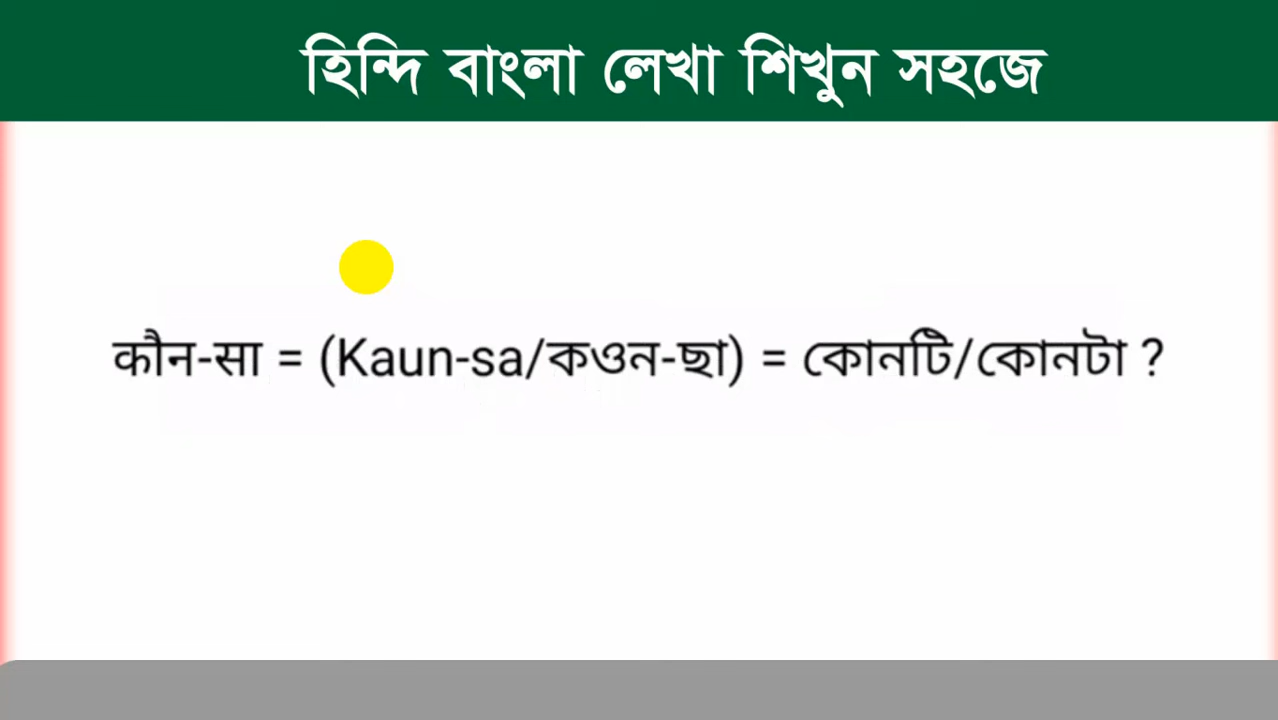 হিন্দি বাংলা লেখা শিখুন সহজে
कौन-सा = (Kaun-sa/কওন-ছা) = কোনটি/কোনটা ?